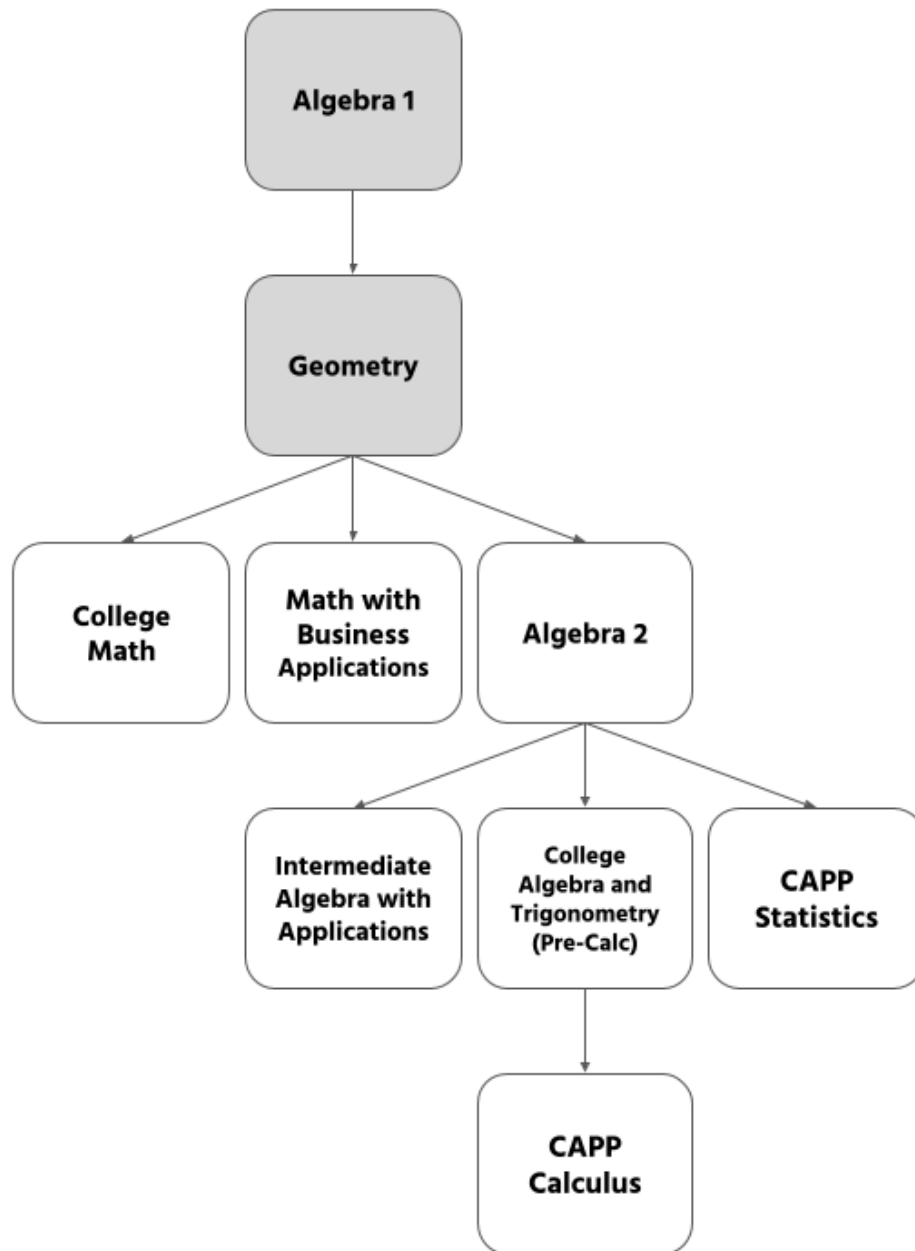 Algebra 1
Geometry
College
Math
Math with
Business
Applications
Algebra 2
Intermediate
Algebra with
Applications
College
Algebra and
Trigonometry
(Pre-Calc)
CAPP
Statistics
CAPP
Calculus